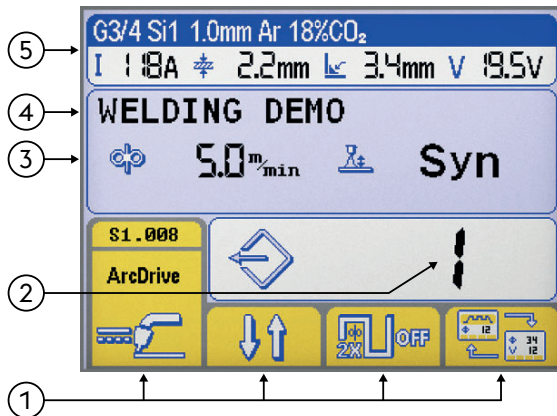 G3/4 Si1 1.0mm Ar 18%CO₂
I 118A 2.2mm 3.4mm V 19.5V
WELDING DEMO
5.0 m/min Syn
S1.008
ArcDrive
1
2X OFF
12 34
V 12
5
4
3
2
1